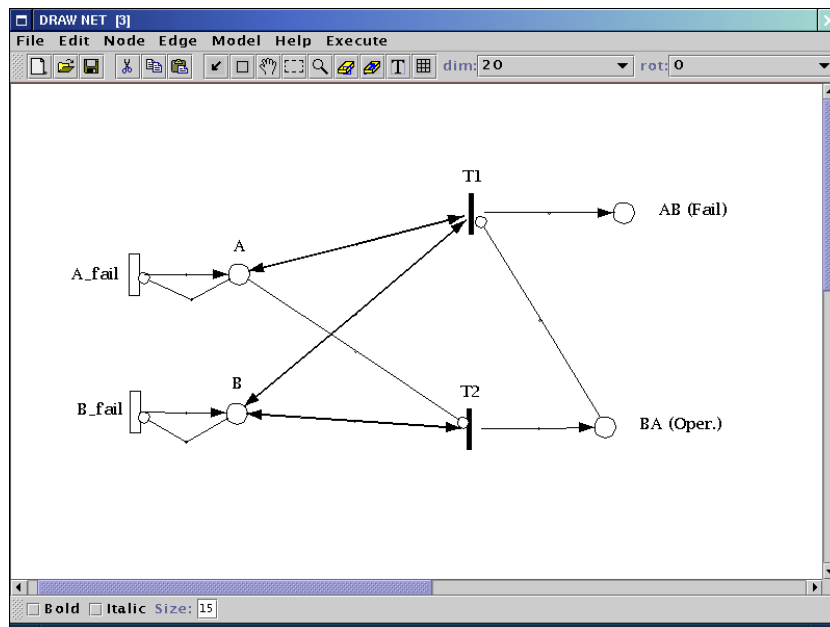 DRAW NET [3]
File Edit Node Edge Model Help Execute
T dim: 20 rot: 0
T1
AB (Fail)
A
A_fail
B
T2
B_fail
BA (Oper.)
Bold Italic Size: 15